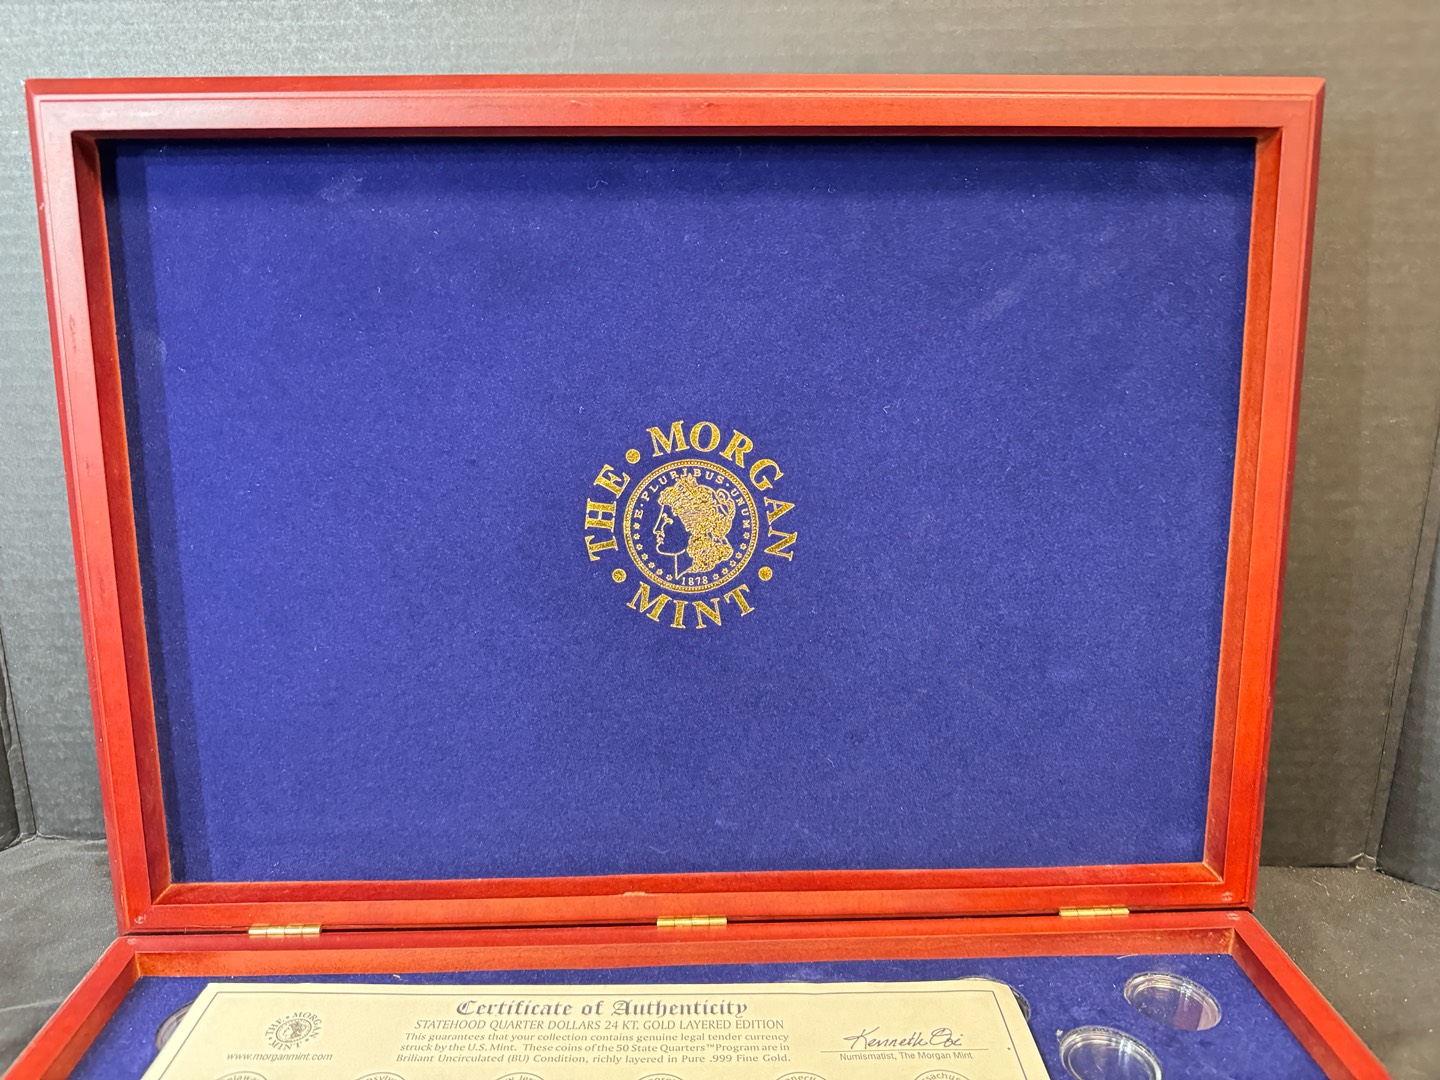 THE • MORGAN • MINT
E · PLURIBUS · UNUM
1878
Certificate of Authenticity
STATEHOOD QUARTER DOLLARS 24 KT. GOLD LAYERED EDITION
This guarantees that your collection contains genuine legal tender currency
struck by the U.S. Mint. These coins of the 50 State Quarters™ Program are in
Briliant Uncirculated (BU) Condition, richly layered in Pure .999 Fine Gold.
THE • MORGAN • MINT
www.morganmint.com
Numismatist, The Morgan Mint